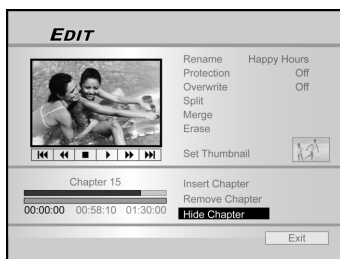 EDIT
Rename Happy Hours
Protection Off
Overwrite Off
Split
Merge
Erase
Set Thumbnail
Chapter 15
00:00:00 00:58:10 01:30:00
Insert Chapter
Remove Chapter
Hide Chapter
Exit